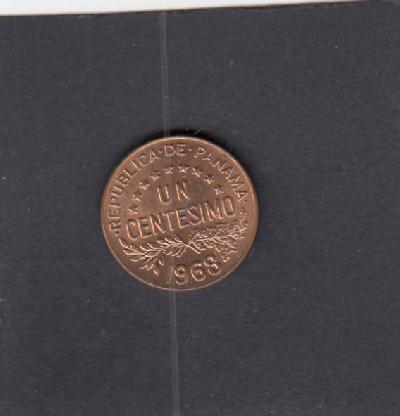 ·REPUBLICA·DE·PANAMA·
UN
CENTESIMO
1968